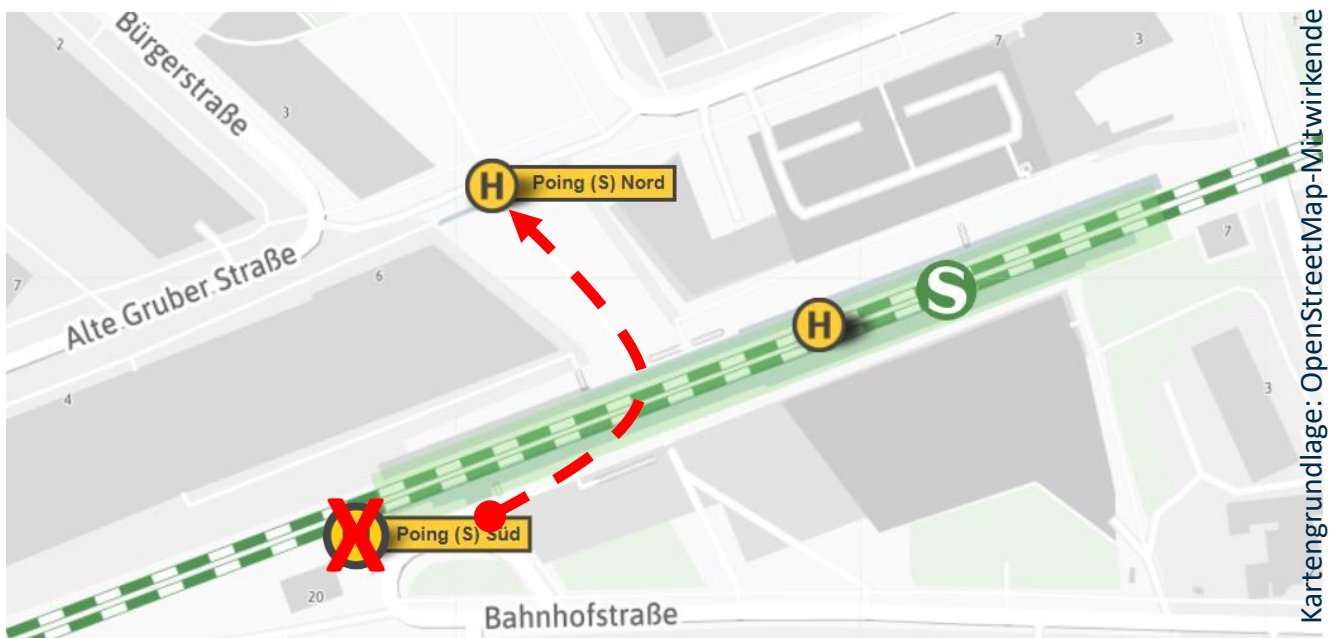 Bürgerstraße
2
3
7
3
H
Poing (S) Nord
Alte Gruber Straße
7
6
7
H
S
4
3
X
Poing (S) Süd
20
Bahnhofstraße
Kartengrundlage: OpenStreetMap-Mitwirkende